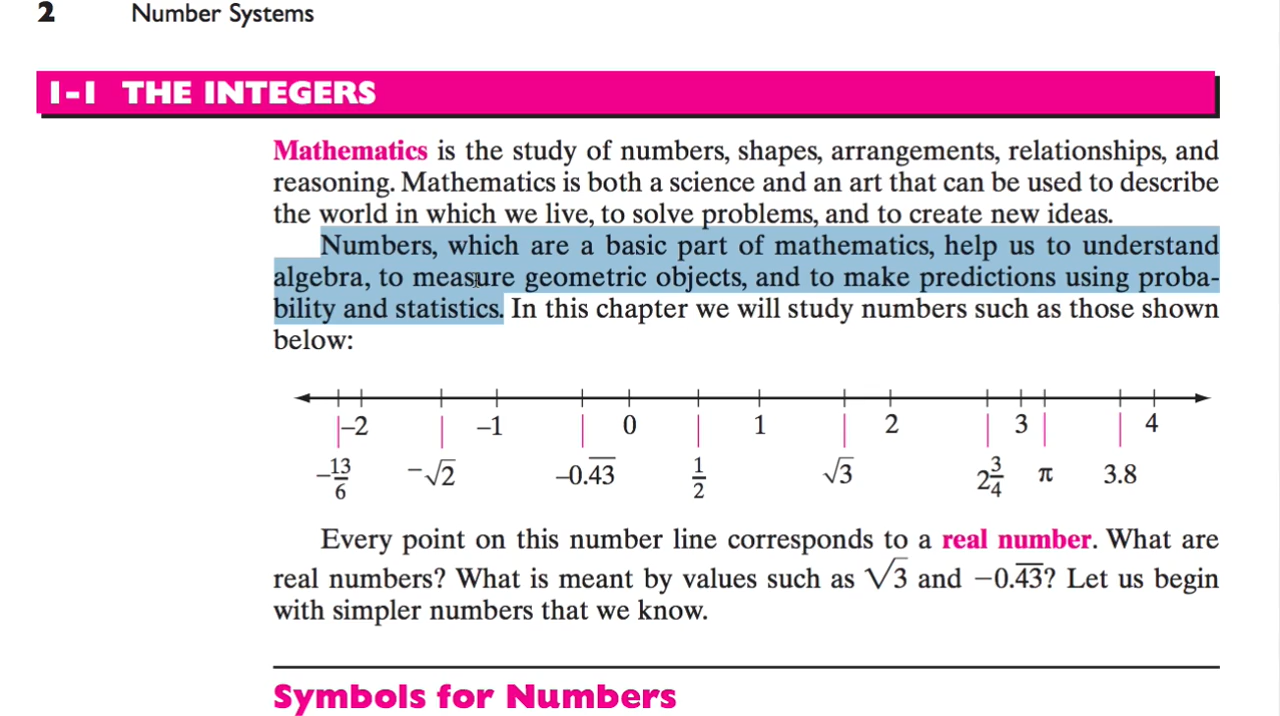 2 Number Systems
1-1 THE INTEGERS
Mathematics is the study of numbers, shapes, arrangements, relationships, and
reasoning. Mathematics is both a science and an art that can be used to describe
the world in which we live, to solve problems, and to create new ideas.
Numbers, which are a basic part of mathematics, help us to understand
algebra, to measure geometric objects, and to make predictions using proba-
bility and statistics. In this chapter we will study numbers such as those shown
below:
-2 -1 0 1 2 3 4
-13/6 -√2 -0.4̅3̅ 1/2 √3 2 3/4 π 3.8
Every point on this number line corresponds to a real number. What are
real numbers? What is meant by values such as √3 and -0.4̅3̅? Let us begin
with simpler numbers that we know.
Symbols for Numbers